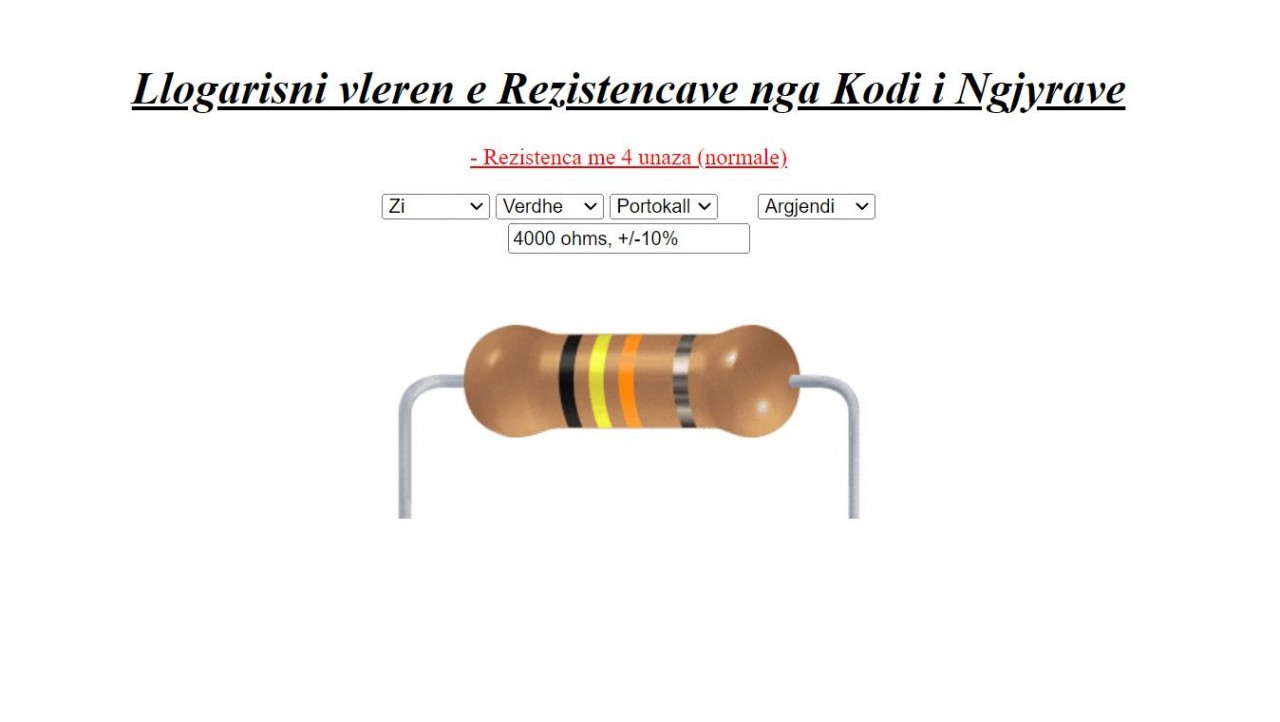 Llogarisni vleren e Rezistencave nga Kodi i Ngjyrave
- Rezistenca me 4 unaza (normale)
Zi Verdhe Portokall Argjendi
4000 ohms, +/-10%